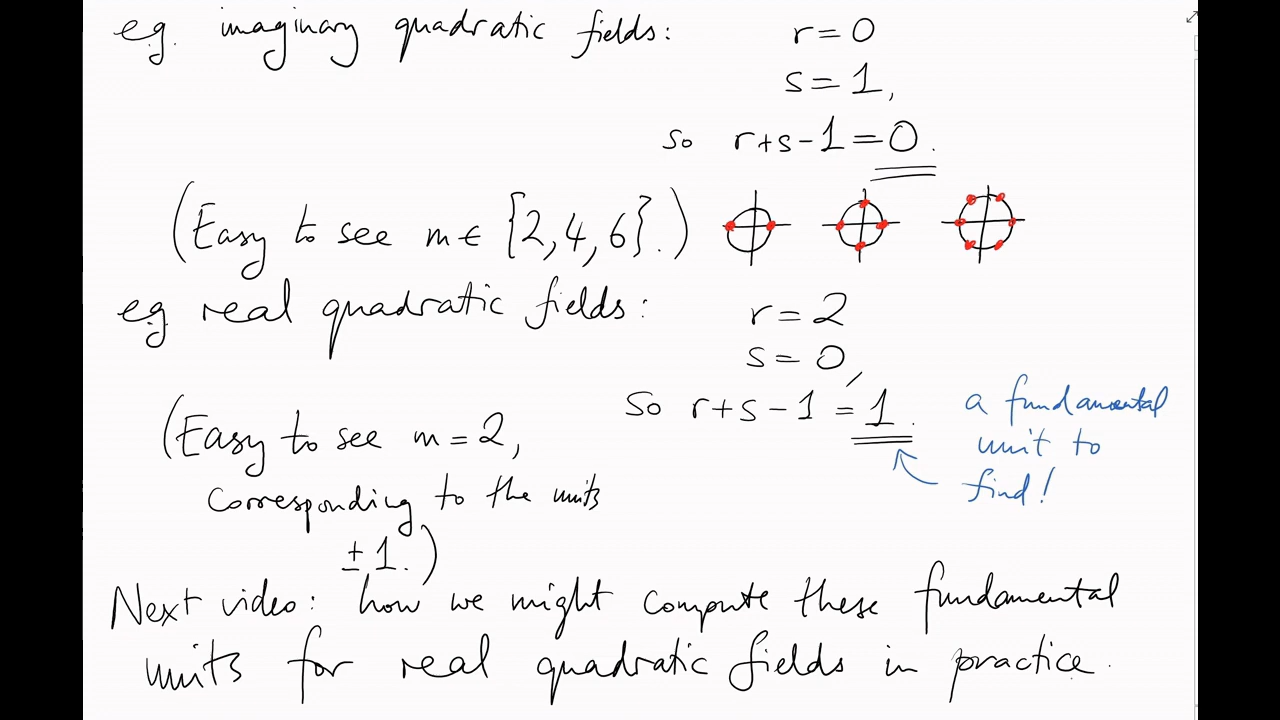 e.g. imaginary quadratic fields: r = 0
s = 1,
So r+s-1 = 0.
(Easy to see m ∈ {2,4,6}.)
eg real quadratic fields: r = 2
s = 0,
So r+s-1 = 1.
(Easy to see m = 2,
corresponding to the units
±1.)
a fundamental
unit to
find!
Next video: how we might compute these fundamental
units for real quadratic fields in practice.